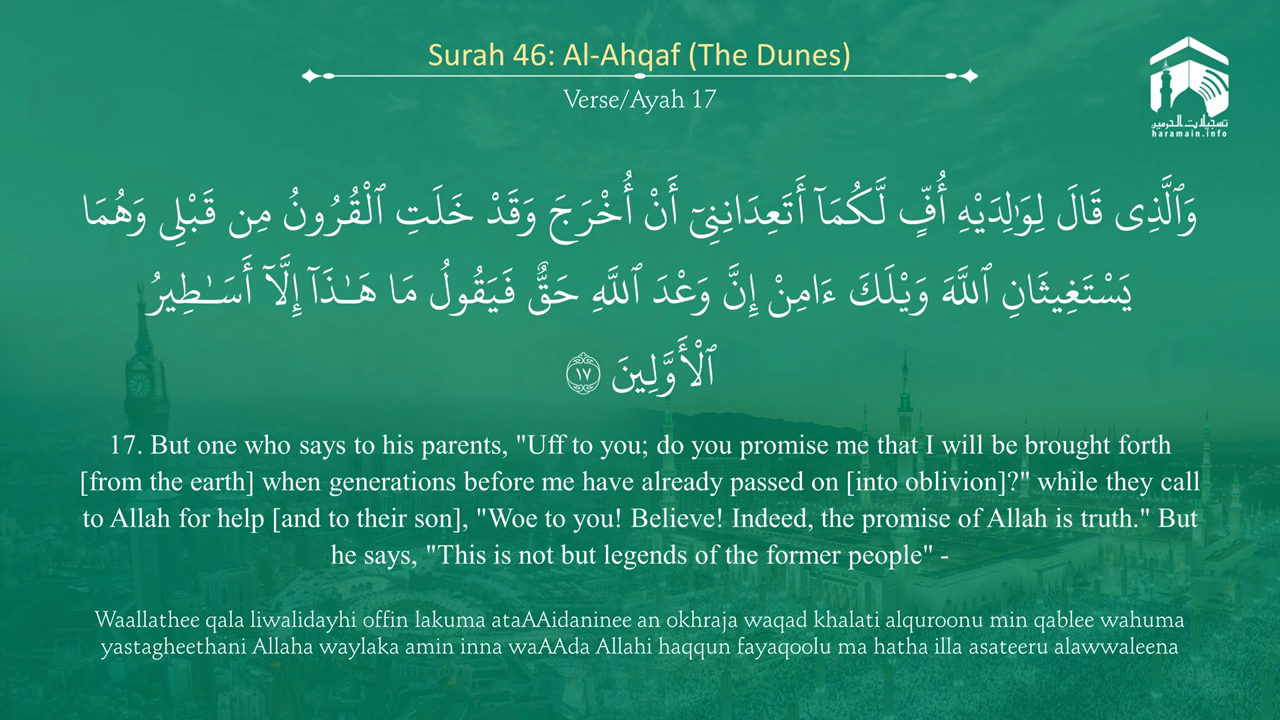 Surah 46: Al-Ahqaf (The Dunes)
Verse/Ayah 17
تسجيلات الحرمين
haramain.info
وَٱلَّذِى قَالَ لِوَٰلِدَيْهِ أُفٍّ لَّكُمَآ أَتَعِدَانِنِىٓ أَنْ أُخْرَجَ وَقَدْ خَلَتِ ٱلْقُرُونُ مِن قَبْلِى وَهُمَا
يَسْتَغِيثَانِ ٱللَّهَ وَيْلَكَ ءَامِنْ إِنَّ وَعْدَ ٱللَّهِ حَقٌّ فَيَقُولُ مَا هَـٰذَآ إِلَّآ أَسَـٰطِيرُ
ٱلْأَوَّلِينَ ١٧
17. But one who says to his parents, "Uff to you; do you promise me that I will be brought forth
[from the earth] when generations before me have already passed on [into oblivion]?" while they call
to Allah for help [and to their son], "Woe to you! Believe! Indeed, the promise of Allah is truth." But
he says, "This is not but legends of the former people" -
Waallathee qala liwalidayhi offin lakuma ataAAidaninee an okhraja waqad khalati alquroonu min qablee wahuma
yastagheethani Allaha waylaka amin inna waAAda Allahi haqqun fayaqoolu ma hatha illa asateeru alawwaleena